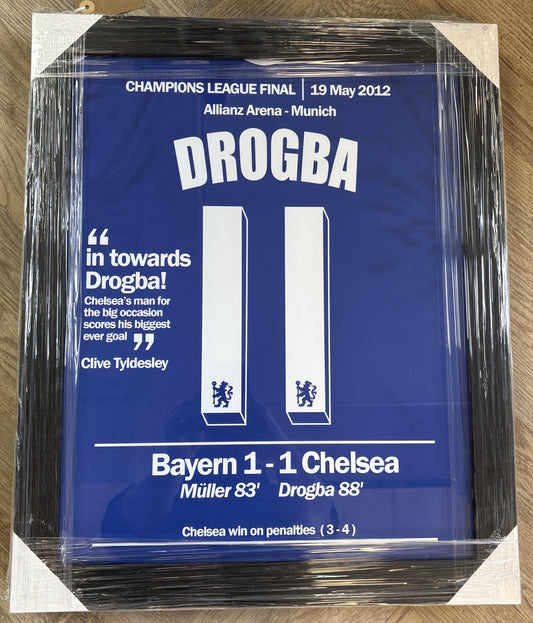 CHAMPIONS LEAGUE FINAL | 19 May 2012
Allianz Arena - Munich
DROGBA
11
“
in towards
Drogba!
Chelsea's man for
the big occasion
scores his biggest
ever goal ”
Clive Tyldesley
Bayern 1 - 1 Chelsea
Müller 83' Drogba 88'
Chelsea win on penalties ( 3 - 4 )